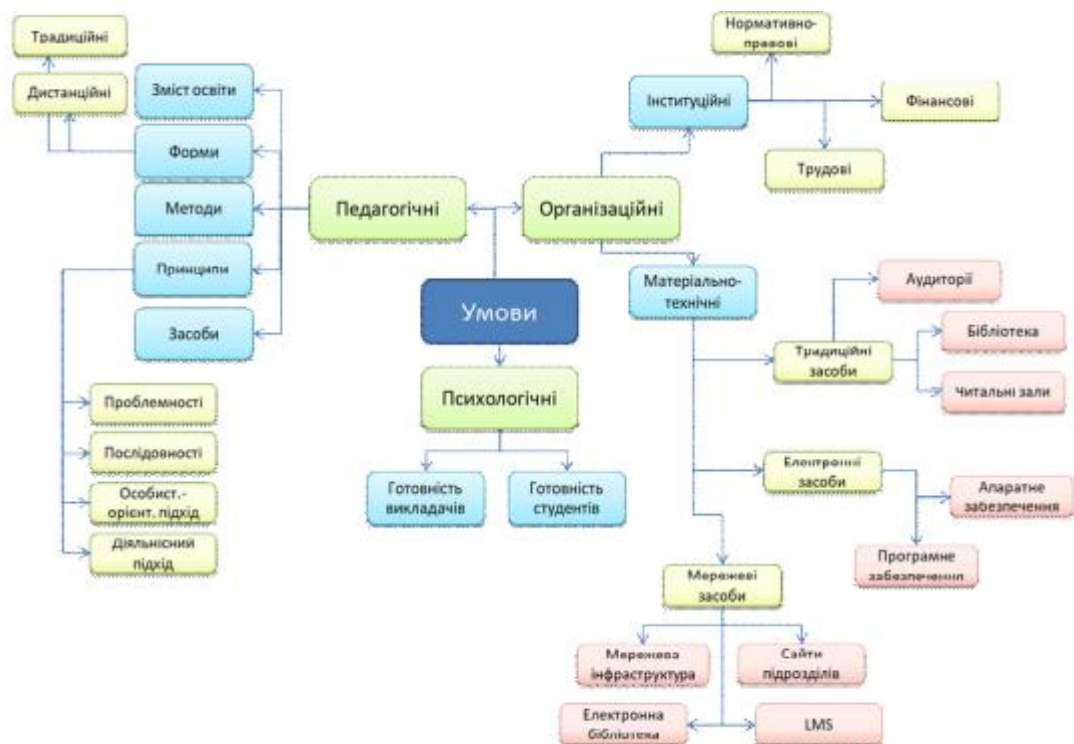 Традиційні
Дистанційні
Зміст освіти
Форми
Методи
Принципи
Засоби
Педагогічні
Організаційні
Умови
Психологічні
Готовність
викладачів
Готовність
студентів
Проблемності
Послідовності
Особист.-
орієнт. підхід
Діяльнісний
підхід
Нормативно-
правові
Інституційні
Фінансові
Трудові
Матеріально-
технічні
Аудиторії
Традиційні
засоби
Бібліотека
Читальні зали
Електронні
засоби
Апаратне
забезпечення
Програмне
забезпечення
Мережеві
засоби
Мережева
інфраструктура
Сайти
підрозділів
Електронна
бібліотека
LMS